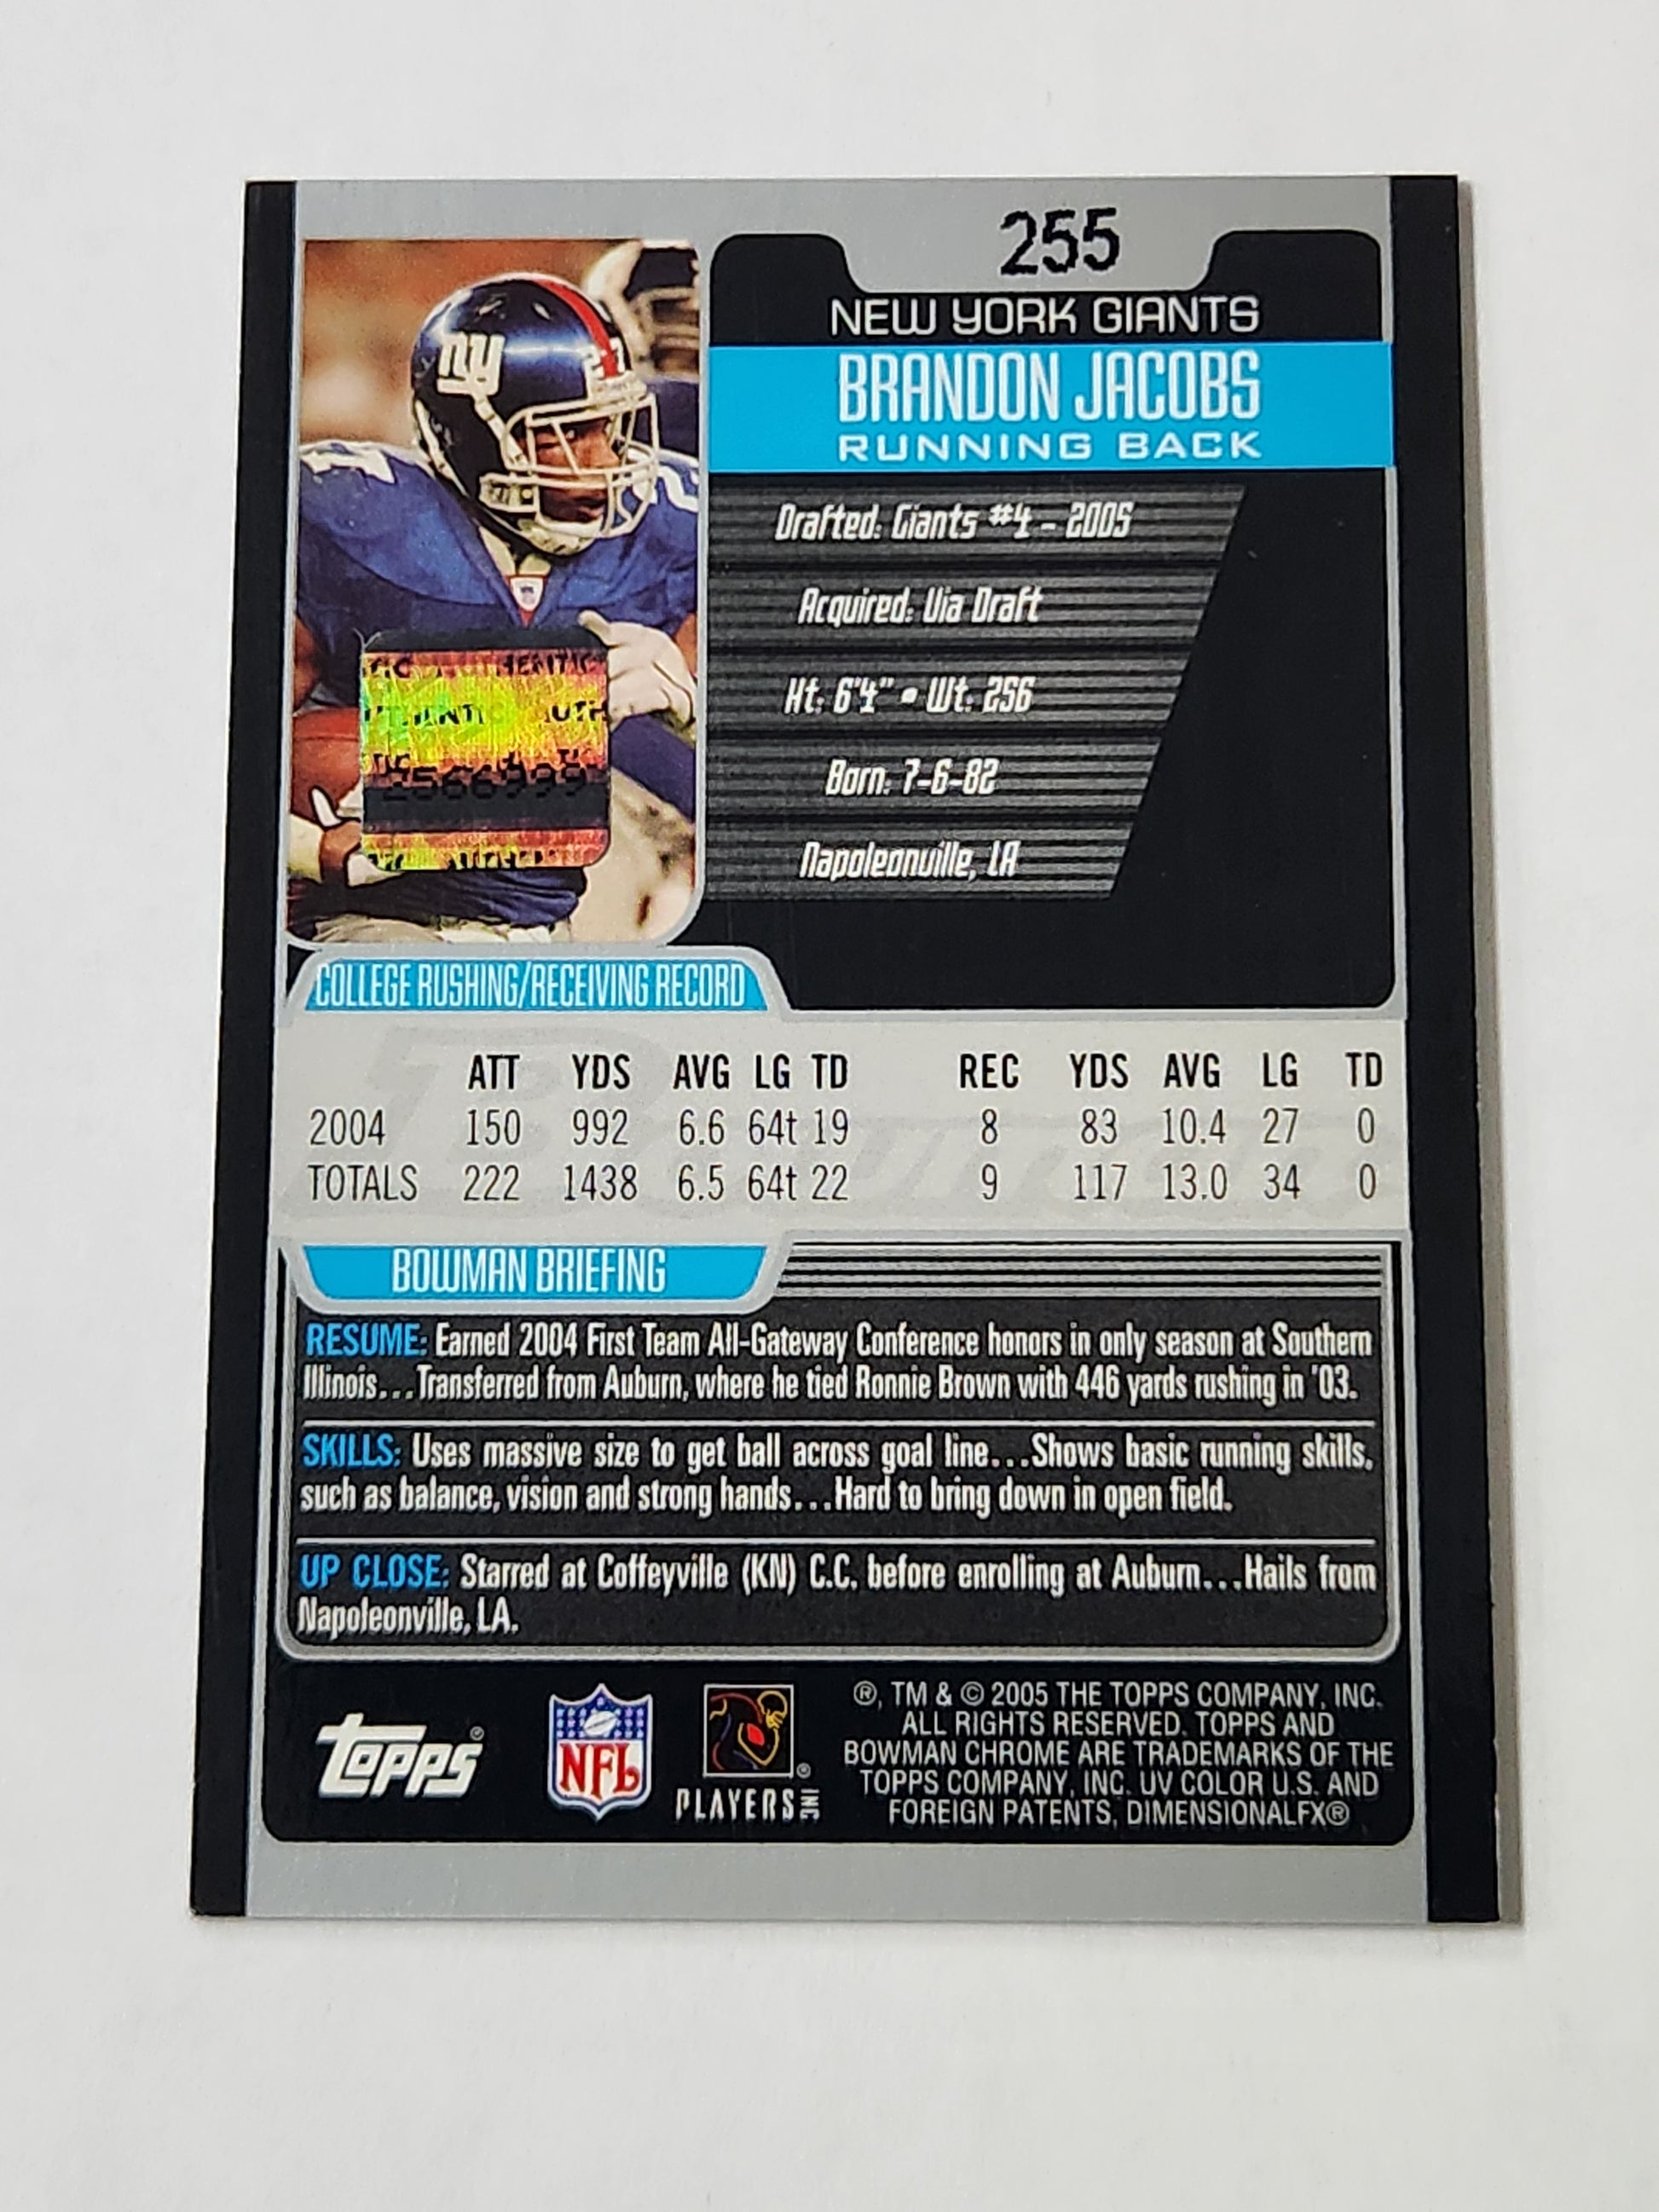 255
NEW YORK GIANTS
BRANDON JACOBS
RUNNING BACK
Drafted: Giants #4 - 2005
Acquired: Via Draft
Ht: 6'4" • Wt: 256
Born: 7-6-82
Napoleonville, LA
ny
27
2566999
COLLEGE RUSHING/RECEIVING RECORD
ATT YDS AVG LG TD REC YDS AVG LG TD
2004 150 992 6.6 64t 19 8 83 10.4 27 0
TOTALS 222 1438 6.5 64t 22 9 117 13.0 34 0
BOWMAN BRIEFING
RESUME: Earned 2004 First Team All-Gateway Conference honors in only season at Southern
Illinois...Transferred from Auburn, where he tied Ronnie Brown with 446 yards rushing in '03.
SKILLS: Uses massive size to get ball across goal line...Shows basic running skills,
such as balance, vision and strong hands...Hard to bring down in open field.
UP CLOSE: Starred at Coffeyville (KN) C.C. before enrolling at Auburn...Hails from
Napoleonville, LA.
Topps®
NFL
PLAYERS INC®
®, TM & © 2005 THE TOPPS COMPANY, INC.
ALL RIGHTS RESERVED. TOPPS AND
BOWMAN CHROME ARE TRADEMARKS OF THE
TOPPS COMPANY, INC. UV COLOR U.S. AND
FOREIGN PATENTS, DIMENSIONALFX®